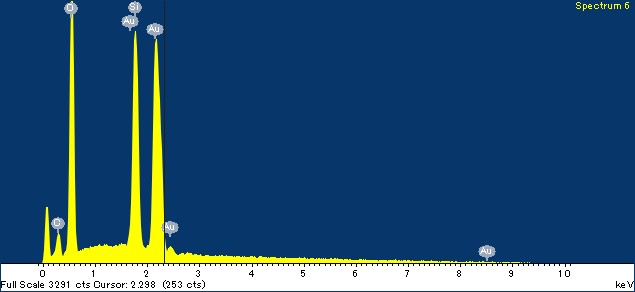 Spectrum 6
O Si
Au Au
Au
Au
0 1 2 3 4 5 6 7 8 9 10
Full Scale 3291 cts Cursor: 2.298 (253 cts) keV